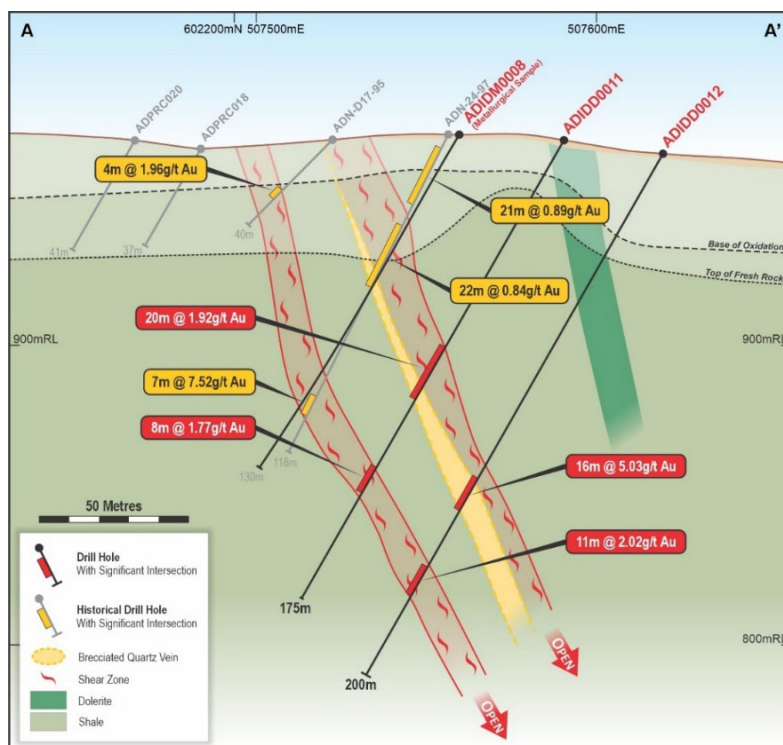 A
602200mN 507500mE
507600mE
A'
ADPRC020
ADPRC018
ADN-D17-95
ADN-24-97
ADIDM0008
(Metallurgical Sample)
ADIDD0011
ADIDD0012
4m @ 1.96g/t Au
21m @ 0.89g/t Au
41m
37m
40m
Base of Oxidation
Top of Fresh Rock
22m @ 0.84g/t Au
20m @ 1.92g/t Au
900mRL
900mRL
7m @ 7.52g/t Au
8m @ 1.77g/t Au
118m
130m
16m @ 5.03g/t Au
50 Metres
11m @ 2.02g/t Au
175m
200m
800mRL
OPEN
OPEN
Drill Hole
With Significant Intersection
Historical Drill Hole
With Significant Intersection
Brecciated Quartz Vein
Shear Zone
Dolerite
Shale